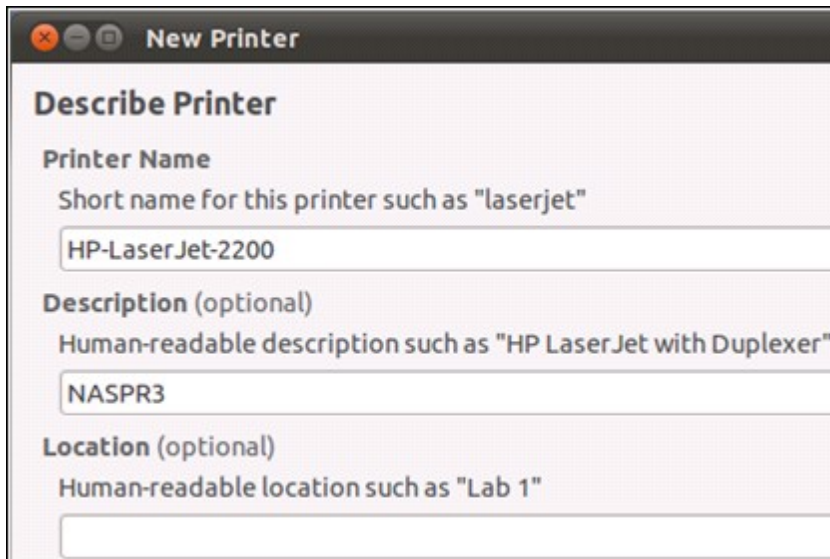 New Printer
Describe Printer
Printer Name
Short name for this printer such as "laserjet"
HP-LaserJet-2200
Description (optional)
Human-readable description such as "HP LaserJet with Duplexer"
NASPR3
Location (optional)
Human-readable location such as "Lab 1"